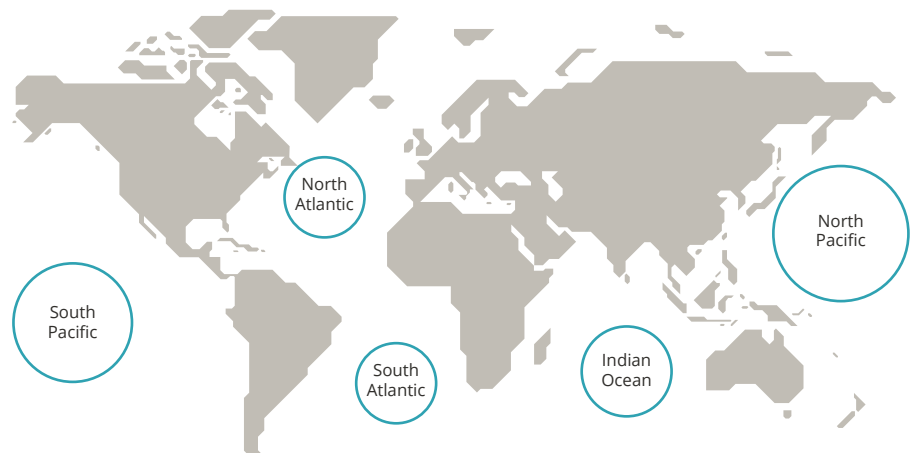 North
Atlantic
North
Pacific
South
Pacific
South
Atlantic
Indian
Ocean